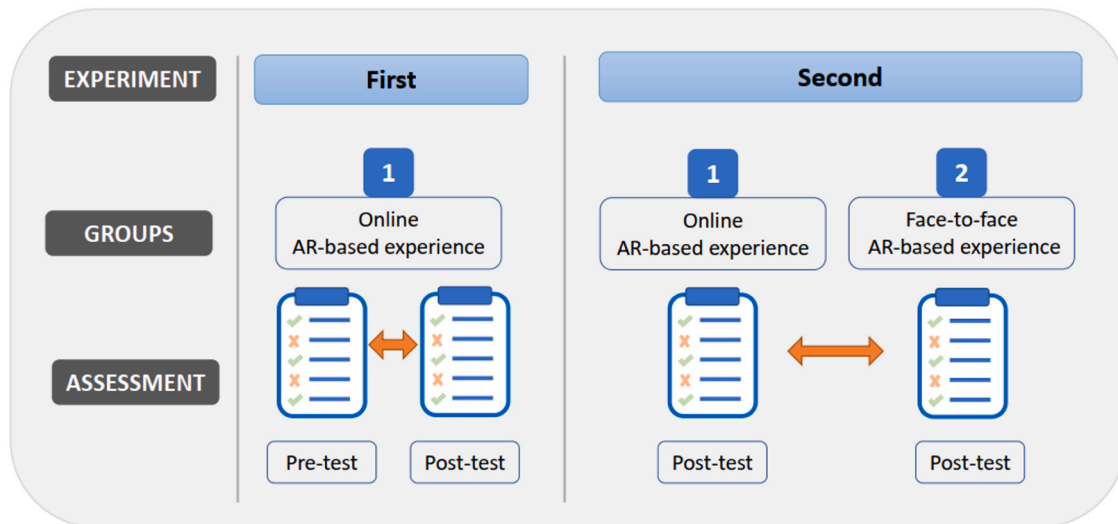 EXPERIMENT
First
Second
1
1
2
GROUPS
Online
AR-based experience
Online
AR-based experience
Face-to-face
AR-based experience
ASSESSMENT
Pre-test
Post-test
Post-test
Post-test